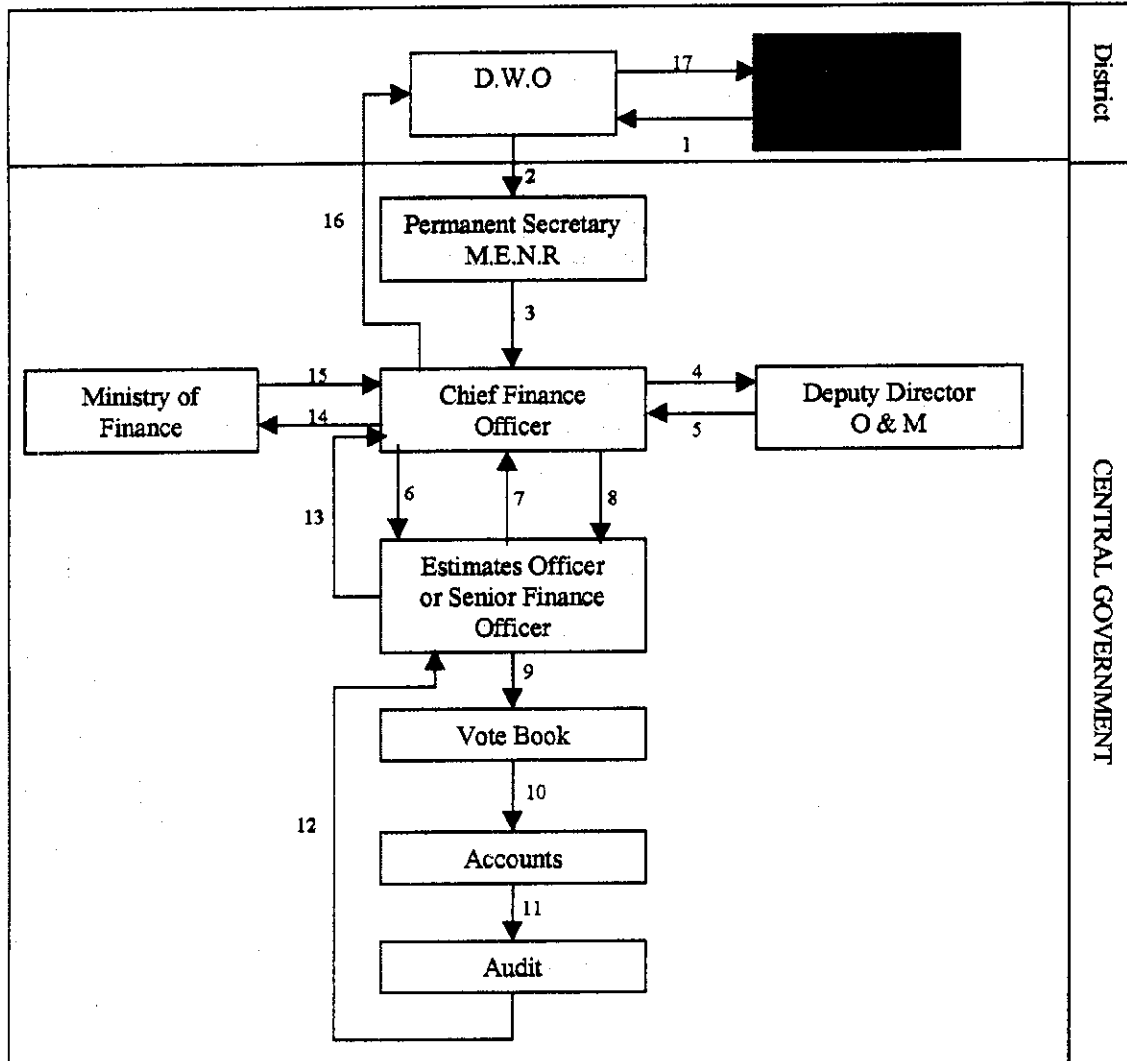 D.W.O
17
1
District
2
Permanent Secretary
M.E.N.R
16
3
Ministry of
Finance
15
14
Chief Finance
Officer
4
5
Deputy Director
O & M
6
7
8
13
Estimates Officer
or Senior Finance
Officer
9
Vote Book
10
12
Accounts
11
Audit
CENTRAL GOVERNMENT